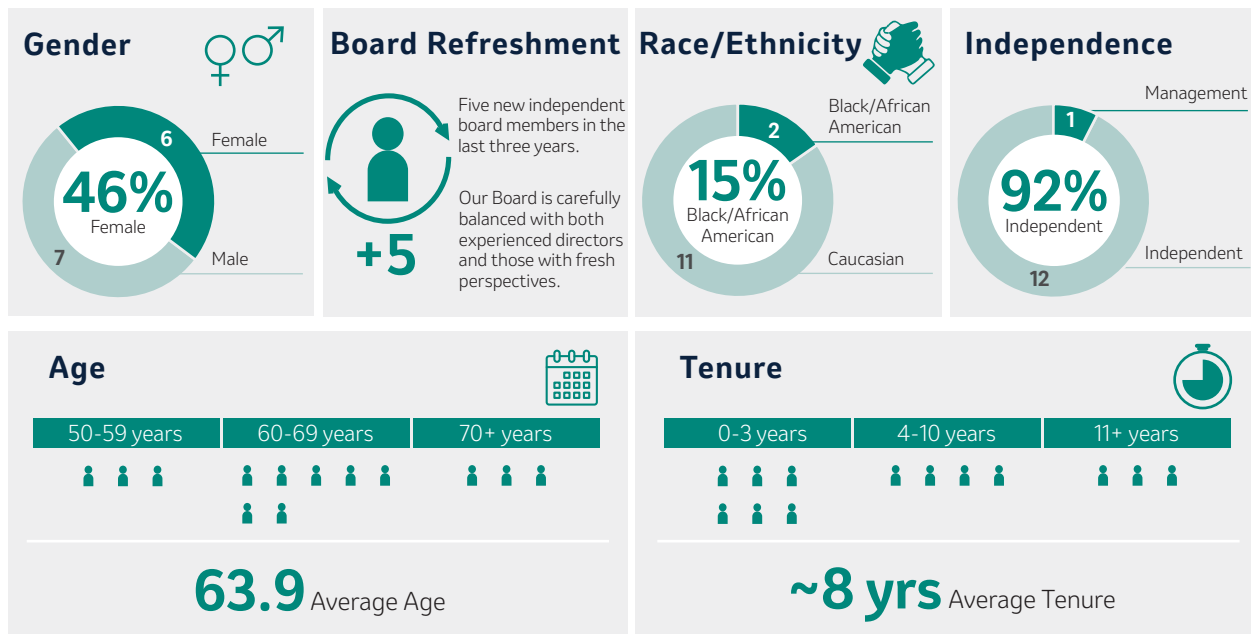 Gender
6
Female
46%
Female
7
Male
Board Refreshment
Five new independent
board members in the
last three years.
Our Board is carefully
balanced with both
experienced directors
and those with fresh
perspectives.
+5
Race/Ethnicity
Black/African
American
2
15%
Black/African
American
11
Caucasian
Independence
Management
1
92%
Independent
Independent
12
Age
50-59 years
60-69 years
70+ years
63.9 Average Age
Tenure
0-3 years
4-10 years
11+ years
~8 yrs Average Tenure